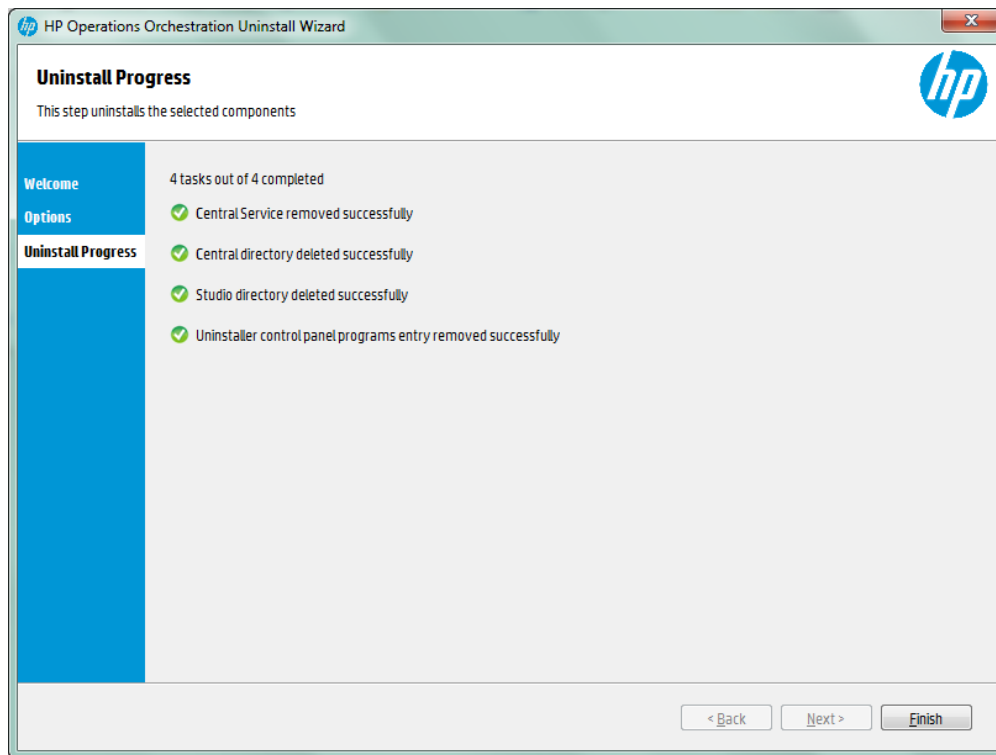 HP Operations Orchestration Uninstall Wizard
Uninstall Progress
This step uninstalls the selected components
hp
Welcome
Options
Uninstall Progress
4 tasks out of 4 completed
Central Service removed successfully
Central directory deleted successfully
Studio directory deleted successfully
Uninstaller control panel programs entry removed successfully
< Back
Next >
Finish